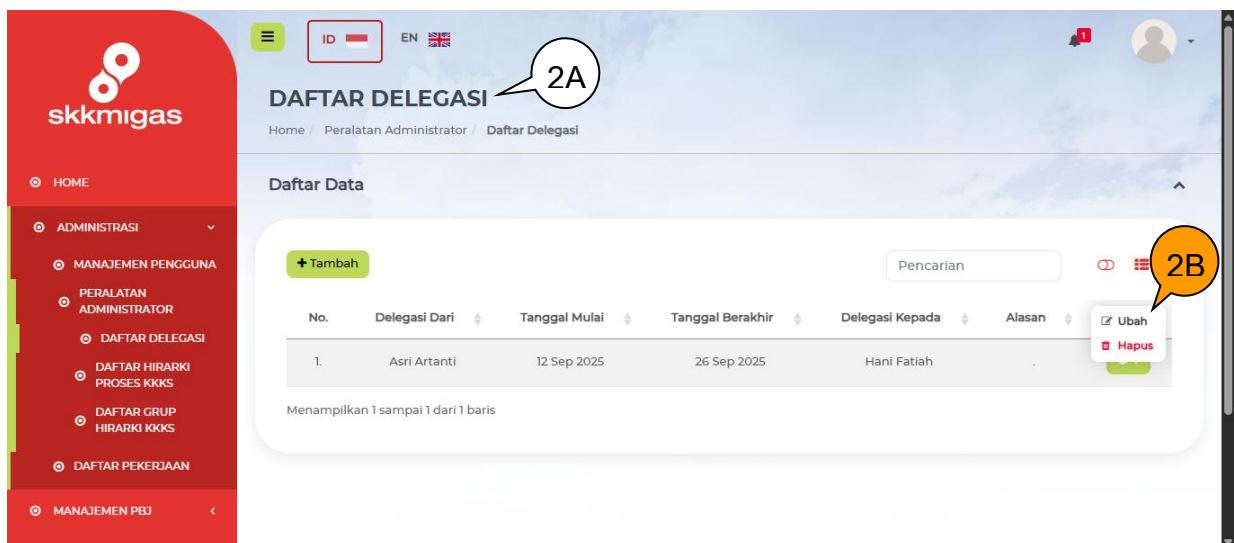 ID
EN
1
skkmigas
2A
DAFTAR DELEGASI
Home / Peralatan Administrator / Daftar Delegasi
HOME
ADMINISTRASI
MANAJEMEN PENGGUNA
PERALATAN
ADMINISTRATOR
DAFTAR DELEGASI
DAFTAR HIRARKI
PROSES KKKS
DAFTAR GRUP
HIRARKI KKKS
DAFTAR PEKERJAAN
MANAJEMEN PBJ
Daftar Data
+ Tambah
Pencarian
2B
No. Delegasi Dari Tanggal Mulai Tanggal Berakhir Delegasi Kepada Alasan
Ubah
Hapus
1. Asri Artanti 12 Sep 2025 26 Sep 2025 Hani Fatiah .
Menampilkan 1 sampai 1 dari 1 baris